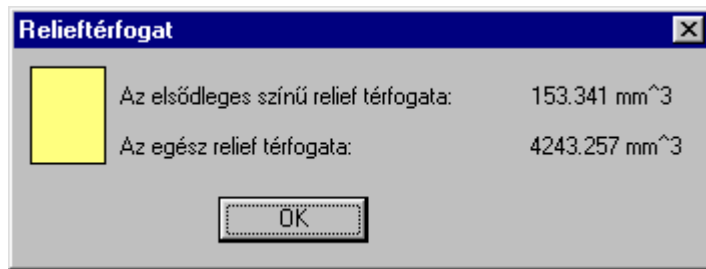 Relieftérfogat
Az elsődleges színű relief térfogata: 153.341 mm^3
Az egész relief térfogata: 4243.257 mm^3
OK